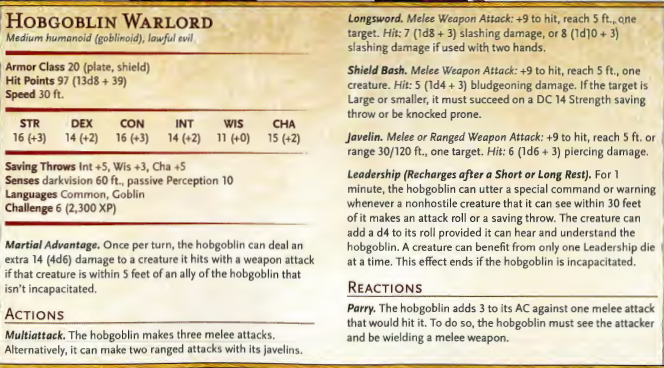 HOBGOBLIN WARLORD
Medium humanoid (goblinoid), lawful evil
Armor Class 20 (plate, shield)
Hit Points 97 (13d8 + 39)
Speed 30 ft.
STR DEX CON INT WIS CHA
16 (+3) 14 (+2) 16 (+3) 14 (+2) 11 (+0) 15 (+2)
Saving Throws Int +5, Wis +3, Cha +5
Senses darkvision 60 ft., passive Perception 10
Languages Common, Goblin
Challenge 6 (2,300 XP)
Martial Advantage. Once per turn, the hobgoblin can deal an
extra 14 (4d6) damage to a creature it hits with a weapon attack
if that creature is within 5 feet of an ally of the hobgoblin that
isn't incapacitated.
ACTIONS
Multiattack. The hobgoblin makes three melee attacks.
Alternatively, it can make two ranged attacks with its javelins.
Longsword. Melee Weapon Attack: +9 to hit, reach 5 ft., one
target. Hit: 7 (1d8 + 3) slashing damage, or 8 (1d10 + 3)
slashing damage if used with two hands.
Shield Bash. Melee Weapon Attack: +9 to hit, reach 5 ft., one
creature. Hit: 5 (1d4 + 3) bludgeoning damage. If the target is
Large or smaller, it must succeed on a DC 14 Strength saving
throw or be knocked prone.
Javelin. Melee or Ranged Weapon Attack: +9 to hit, reach 5 ft. or
range 30/120 ft., one target. Hit: 6 (1d6 + 3) piercing damage.
Leadership (Recharges after a Short or Long Rest). For 1
minute, the hobgoblin can utter a special command or warning
whenever a nonhostile creature that it can see within 30 feet
of it makes an attack roll or a saving throw. The creature can
add a d4 to its roll provided it can hear and understand the
hobgoblin. A creature can benefit from only one Leadership die
at a time. This effect ends if the hobgoblin is incapacitated.
REACTIONS
Parry. The hobgoblin adds 3 to its AC against one melee attack
that would hit it. To do so, the hobgoblin must see the attacker
and be wielding a melee weapon.